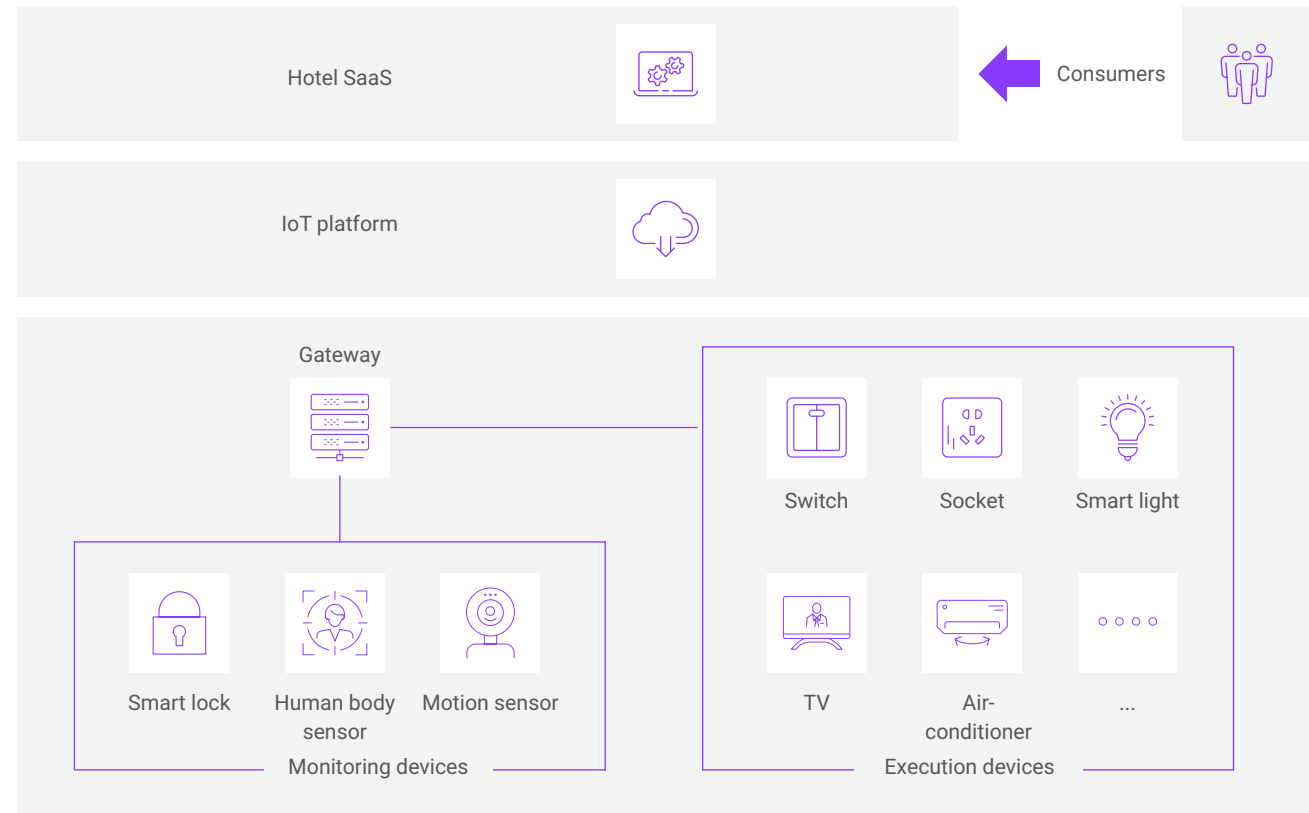 Hotel SaaS
Consumers
IoT platform
Gateway
Switch
Socket
Smart light
Smart lock
Human body
sensor
Motion sensor
TV
Air-
conditioner
...
Monitoring devices
Execution devices